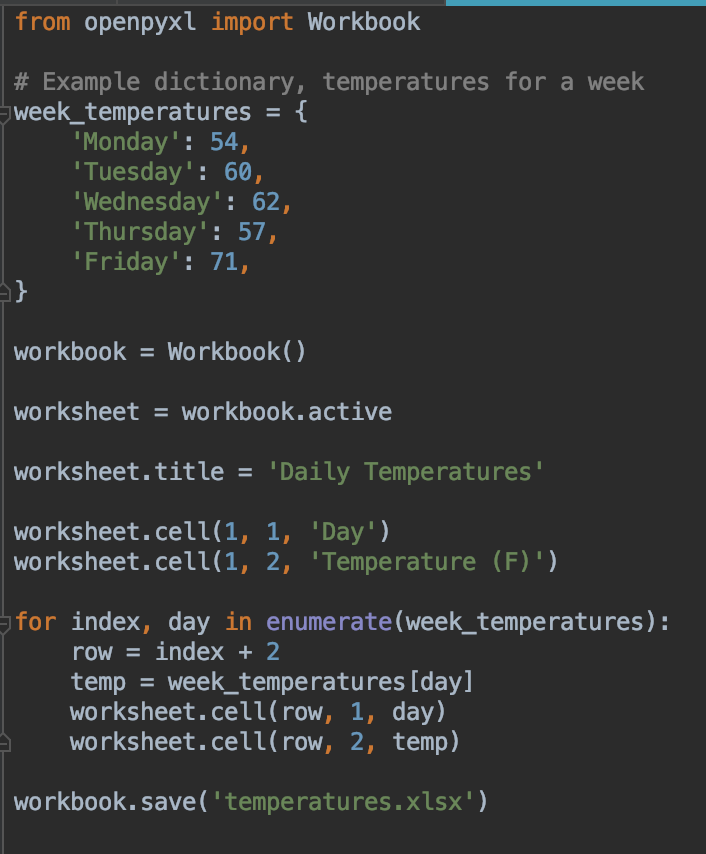 from openpyxl import Workbook
# Example dictionary, temperatures for a week
week_temperatures = {
    'Monday': 54,
    'Tuesday': 60,
    'Wednesday': 62,
    'Thursday': 57,
    'Friday': 71,
}
workbook = Workbook()
worksheet = workbook.active
worksheet.title = 'Daily Temperatures'
worksheet.cell(1, 1, 'Day')
worksheet.cell(1, 2, 'Temperature (F)')
for index, day in enumerate(week_temperatures):
    row = index + 2
    temp = week_temperatures[day]
    worksheet.cell(row, 1, day)
    worksheet.cell(row, 2, temp)
workbook.save('temperatures.xlsx')